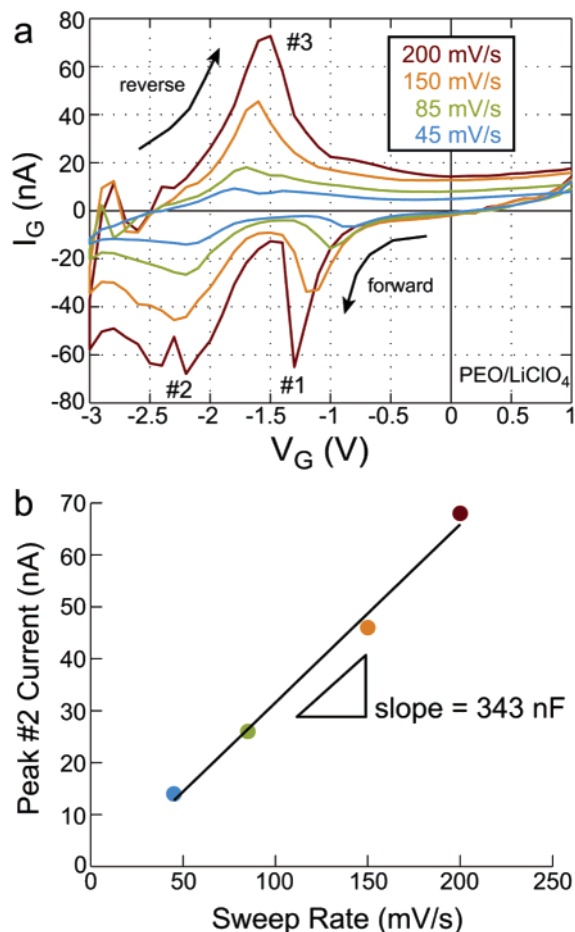 a
#3
200 mV/s
150 mV/s
85 mV/s
45 mV/s
reverse
80
60
40
20
0
-20
-40
-60
-80
I_G (nA)
forward
#2
#1
PEO/LiClO₄
-3 -2.5 -2 -1.5 -1 -0.5 0 0.5 1
V_G (V)
b
70
60
50
40
30
20
10
0
Peak #2 Current (nA)
slope = 343 nF
0 50 100 150 200 250
Sweep Rate (mV/s)